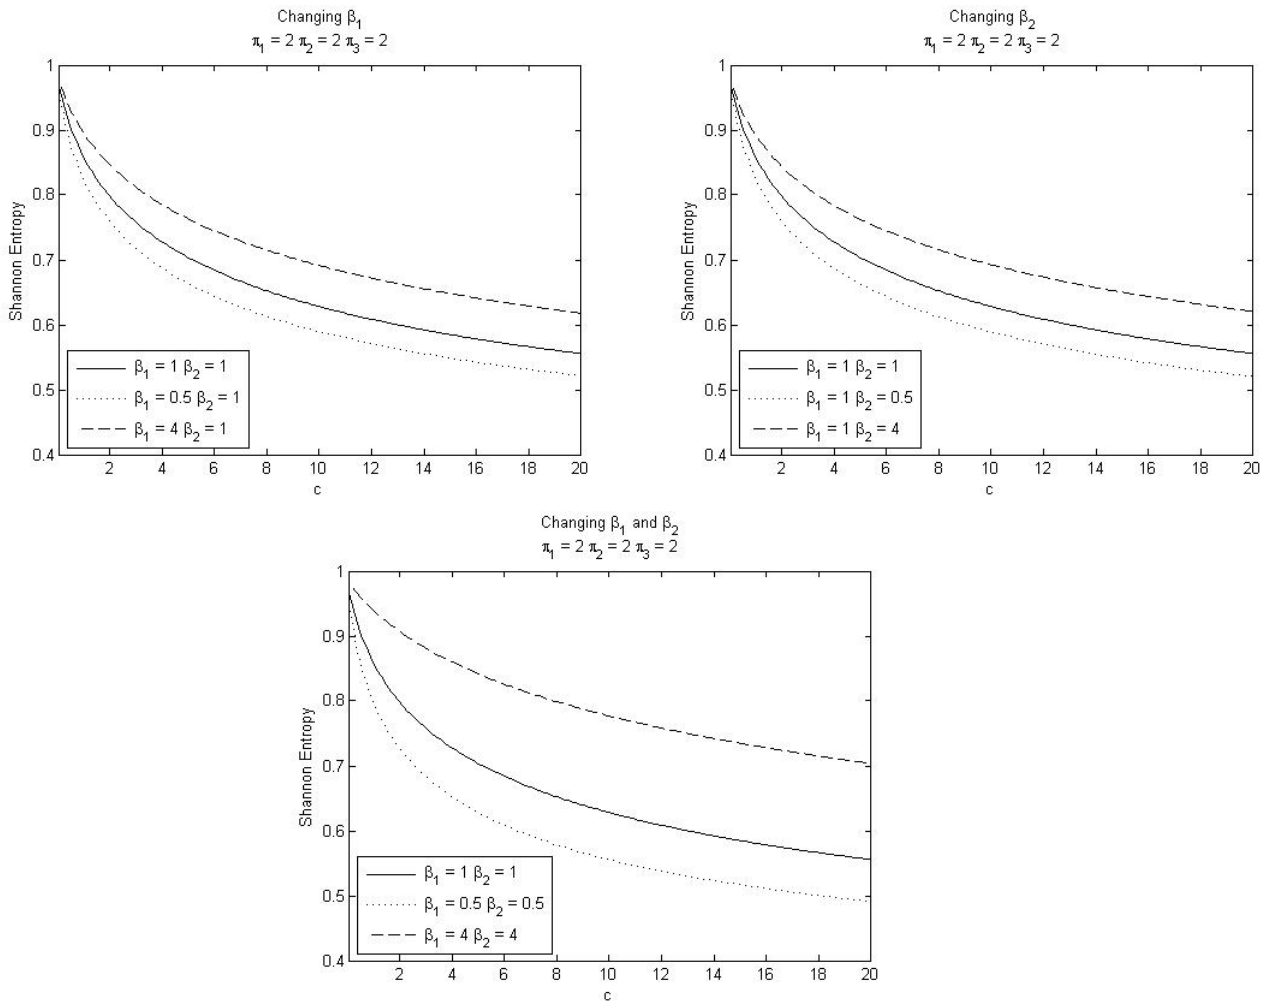 Changing β₁
π₁ = 2 π₂ = 2 π₃ = 2
1
0.9
0.8
0.7
0.6
0.5
0.4
Shannon Entropy
β₁ = 1 β₂ = 1
β₁ = 0.5 β₂ = 1
β₁ = 4 β₂ = 1
2 4 6 8 10 12 14 16 18 20
c
Changing β₂
π₁ = 2 π₂ = 2 π₃ = 2
1
0.9
0.8
0.7
0.6
0.5
0.4
Shannon Entropy
β₁ = 1 β₂ = 1
β₁ = 1 β₂ = 0.5
β₁ = 1 β₂ = 4
2 4 6 8 10 12 14 16 18 20
c
Changing β₁ and β₂
π₁ = 2 π₂ = 2 π₃ = 2
1
0.9
0.8
0.7
0.6
0.5
0.4
Shannon Entropy
β₁ = 1 β₂ = 1
β₁ = 0.5 β₂ = 0.5
β₁ = 4 β₂ = 4
2 4 6 8 10 12 14 16 18 20
c